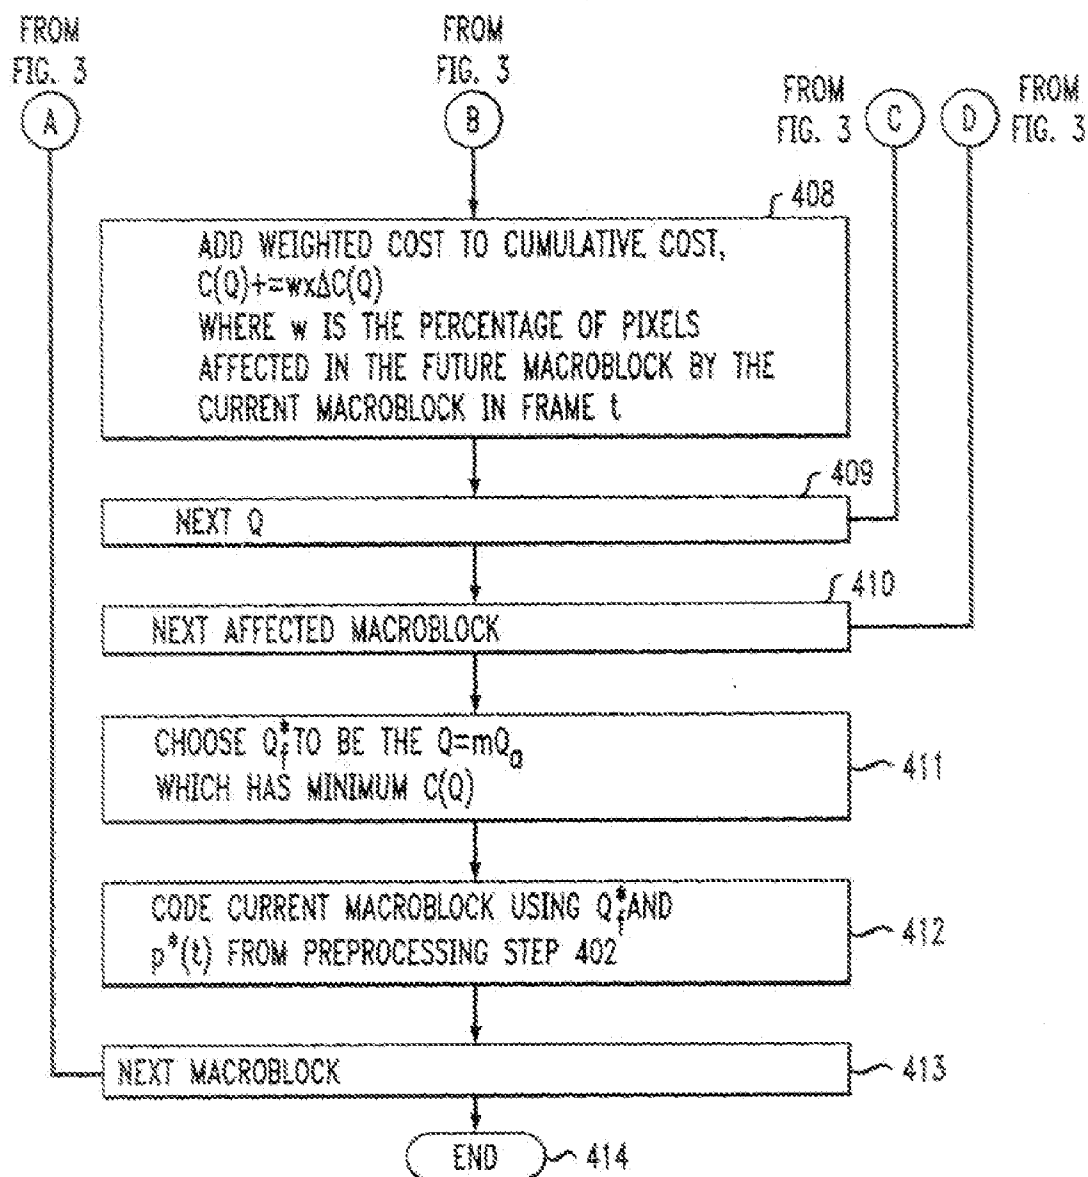 FROM
FIG. 3
A
FROM
FIG. 3
B
FROM
FIG. 3
C
D
FROM
FIG. 3
408
ADD WEIGHTED COST TO CUMULATIVE COST,
C(Q)+=wxΔC(Q)
WHERE w IS THE PERCENTAGE OF PIXELS
AFFECTED IN THE FUTURE MACROBLOCK BY THE
CURRENT MACROBLOCK IN FRAME t
409
NEXT Q
410
NEXT AFFECTED MACROBLOCK
CHOOSE Q*f TO BE THE Q=mQa
WHICH HAS MINIMUM C(Q)
411
CODE CURRENT MACROBLOCK USING Q*f AND
p*(t) FROM PREPROCESSING STEP 402
412
NEXT MACROBLOCK
413
END
414